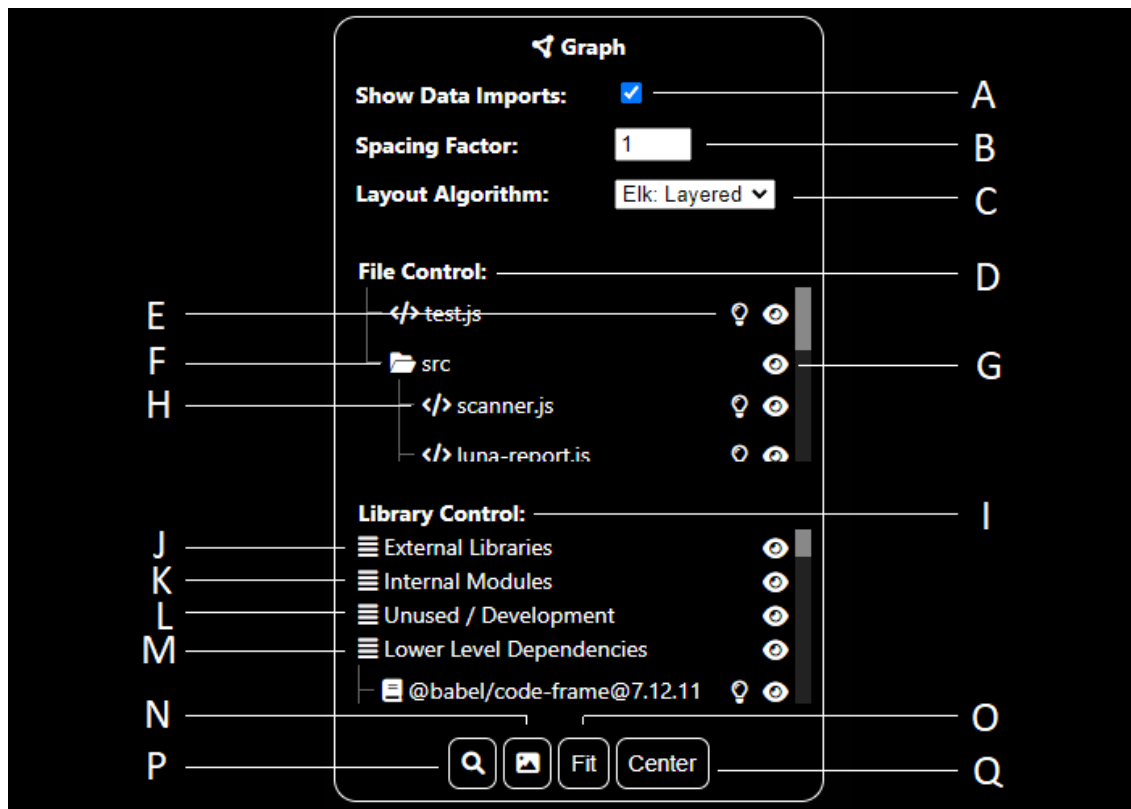 Graph
Show Data Imports: A
Spacing Factor: 1 B
Layout Algorithm: Elk: Layered C
File Control: D
E </> test.js
F src G
H </> scanner.js
</> luna-report.js
Library Control: I
J External Libraries
K Internal Modules
L Unused / Development
M Lower Level Dependencies
@babel/code-frame@7.12.11
N O
P Fit Center Q